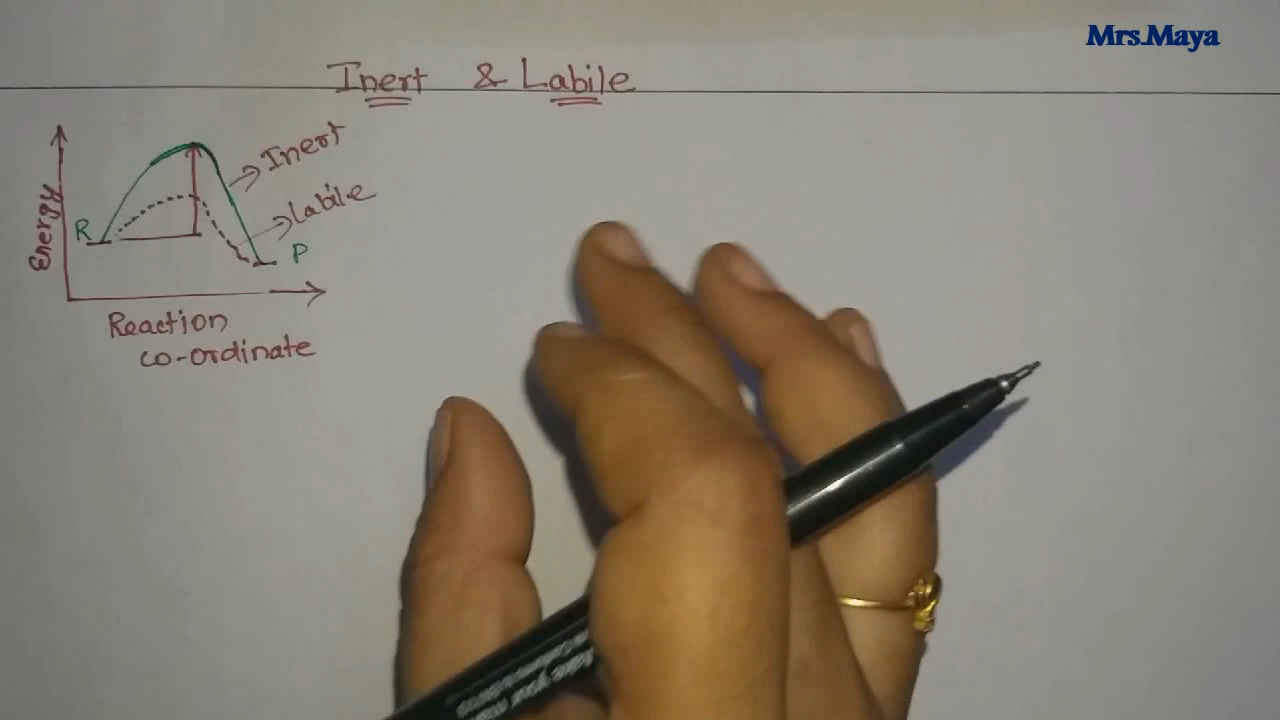 Mrs.Maya
Inert & Labile
Inert
Labile
R
P
Energy
Reaction
co-ordinate